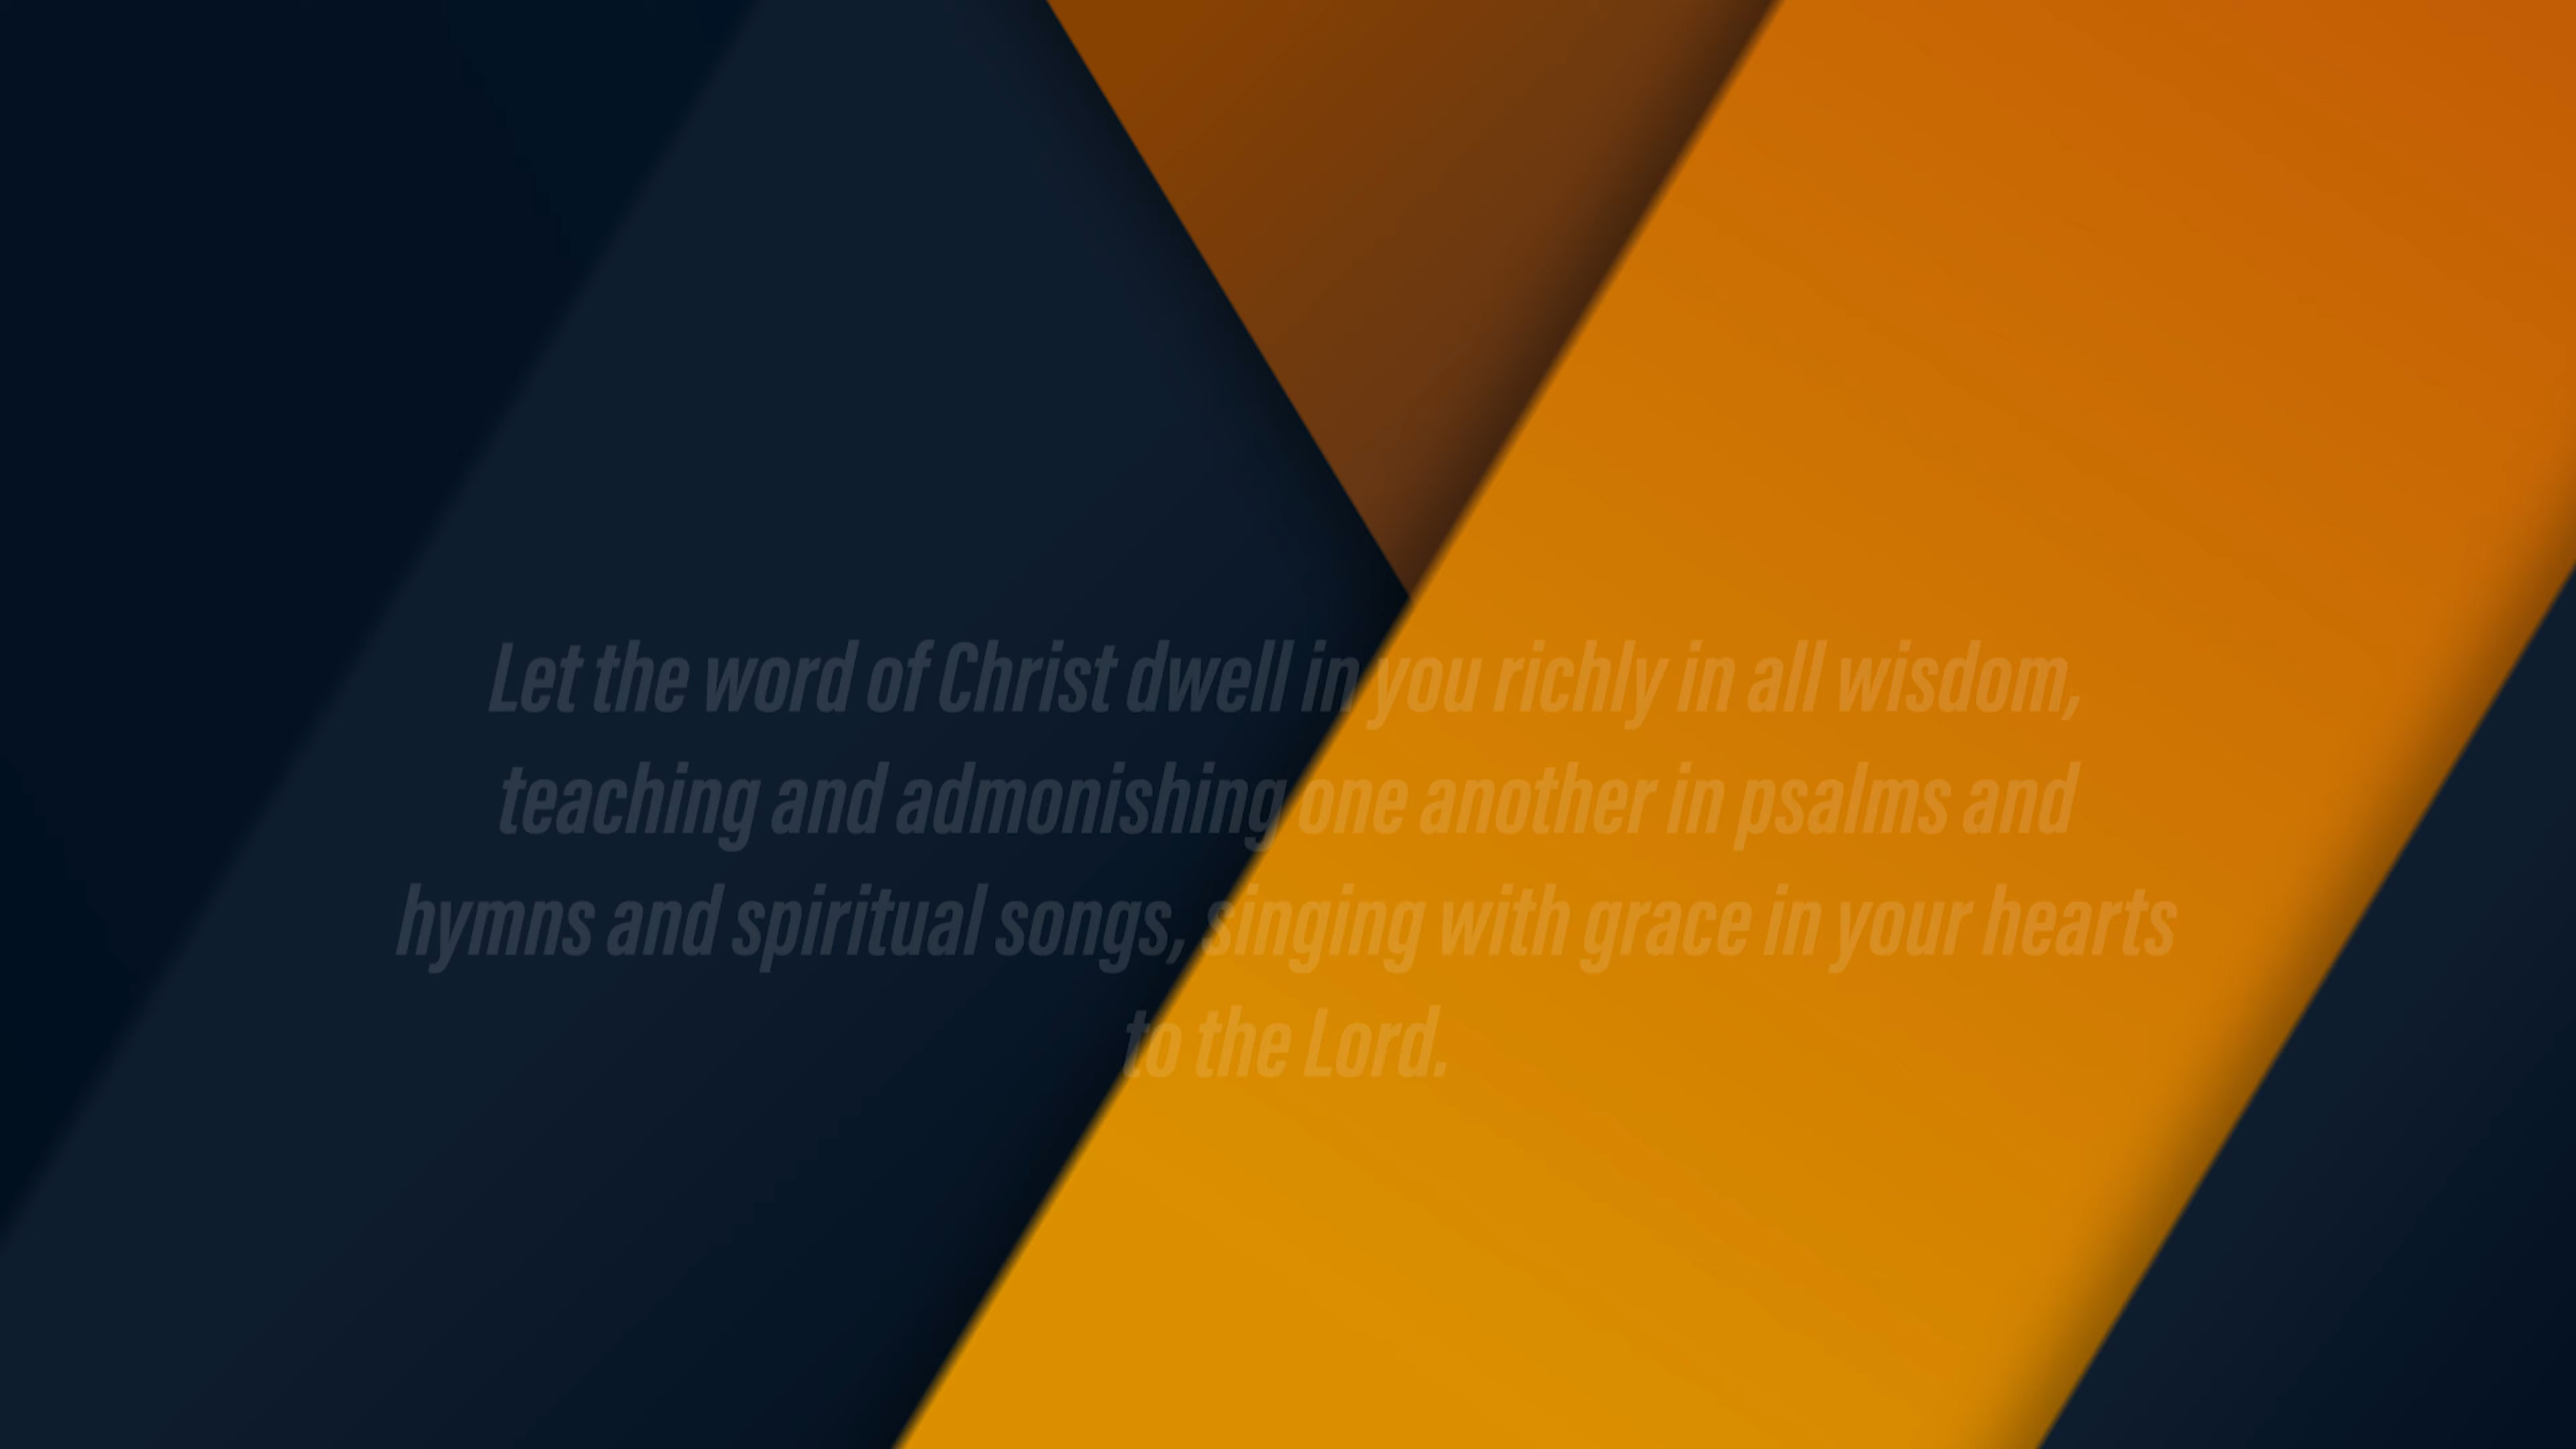 Let the word of Christ dwell in you richly in all wisdom,
teaching and admonishing one another in psalms and
hymns and spiritual songs, singing with grace in your hearts
to the Lord.